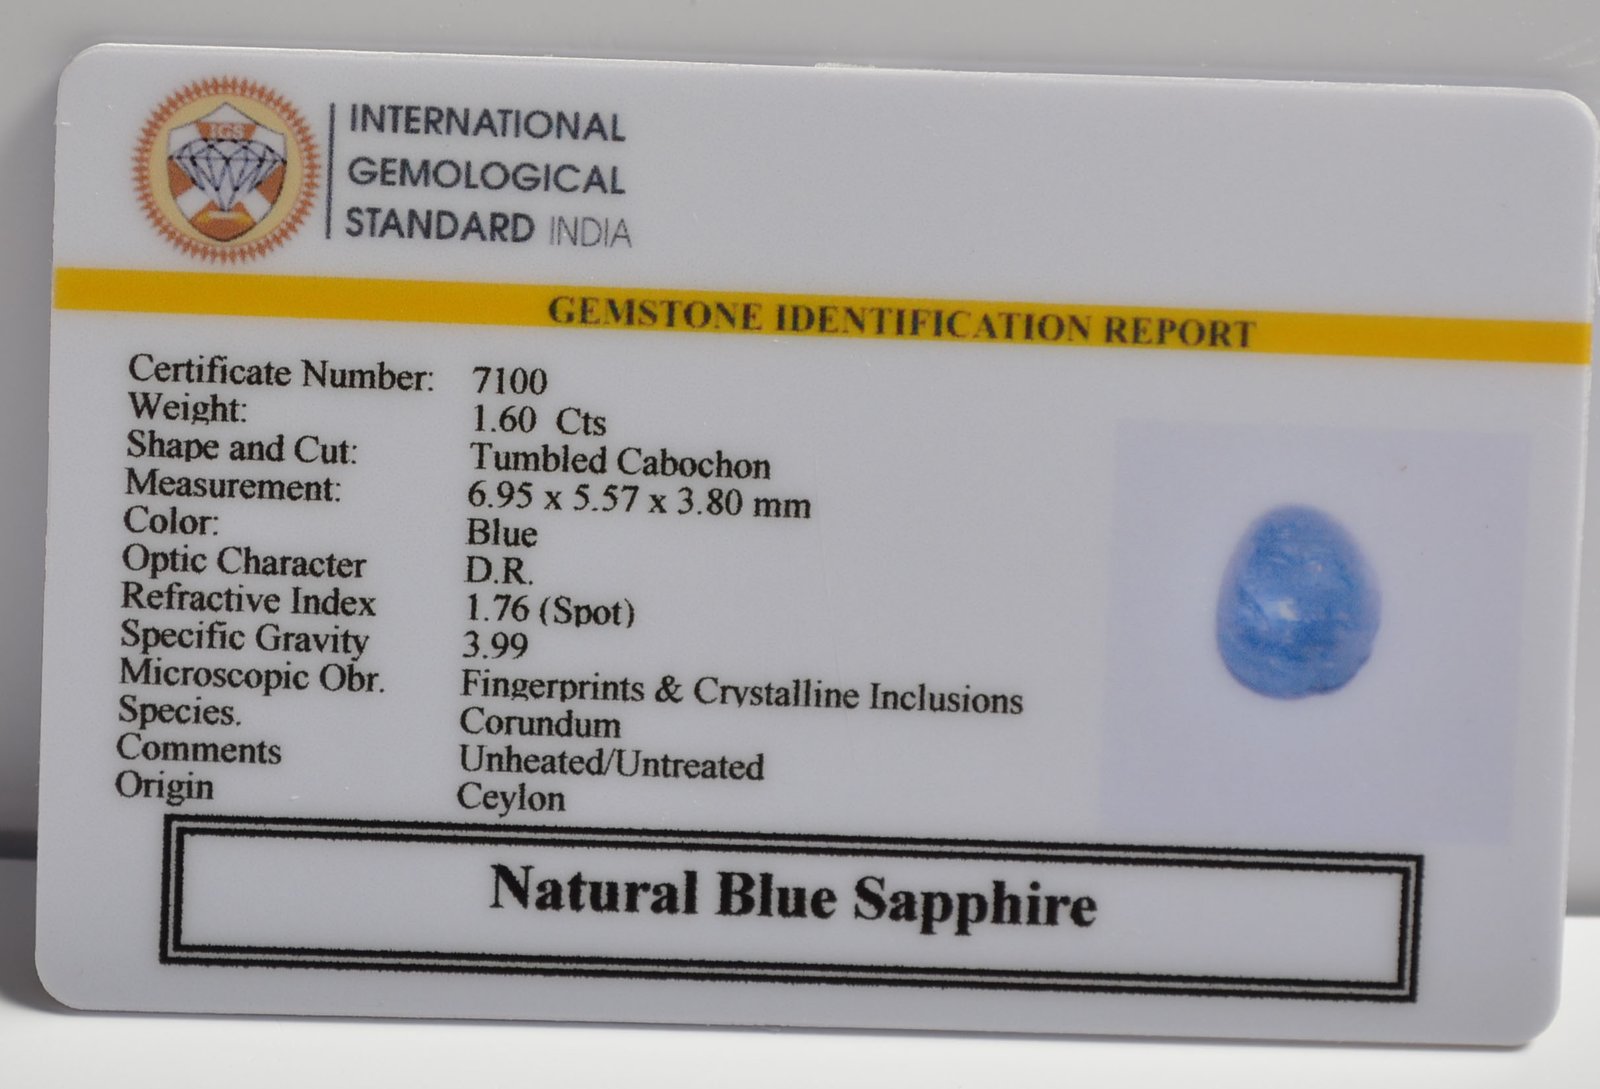 IGS
INTERNATIONAL
GEMOLOGICAL
STANDARD INDIA
GEMSTONE IDENTIFICATION REPORT
Certificate Number: 7100
Weight: 1.60 Cts
Shape and Cut: Tumbled Cabochon
Measurement: 6.95 x 5.57 x 3.80 mm
Color: Blue
Optic Character D.R.
Refractive Index 1.76 (Spot)
Specific Gravity 3.99
Microscopic Obr. Fingerprints & Crystalline Inclusions
Species. Corundum
Comments Unheated/Untreated
Origin Ceylon
Natural Blue Sapphire